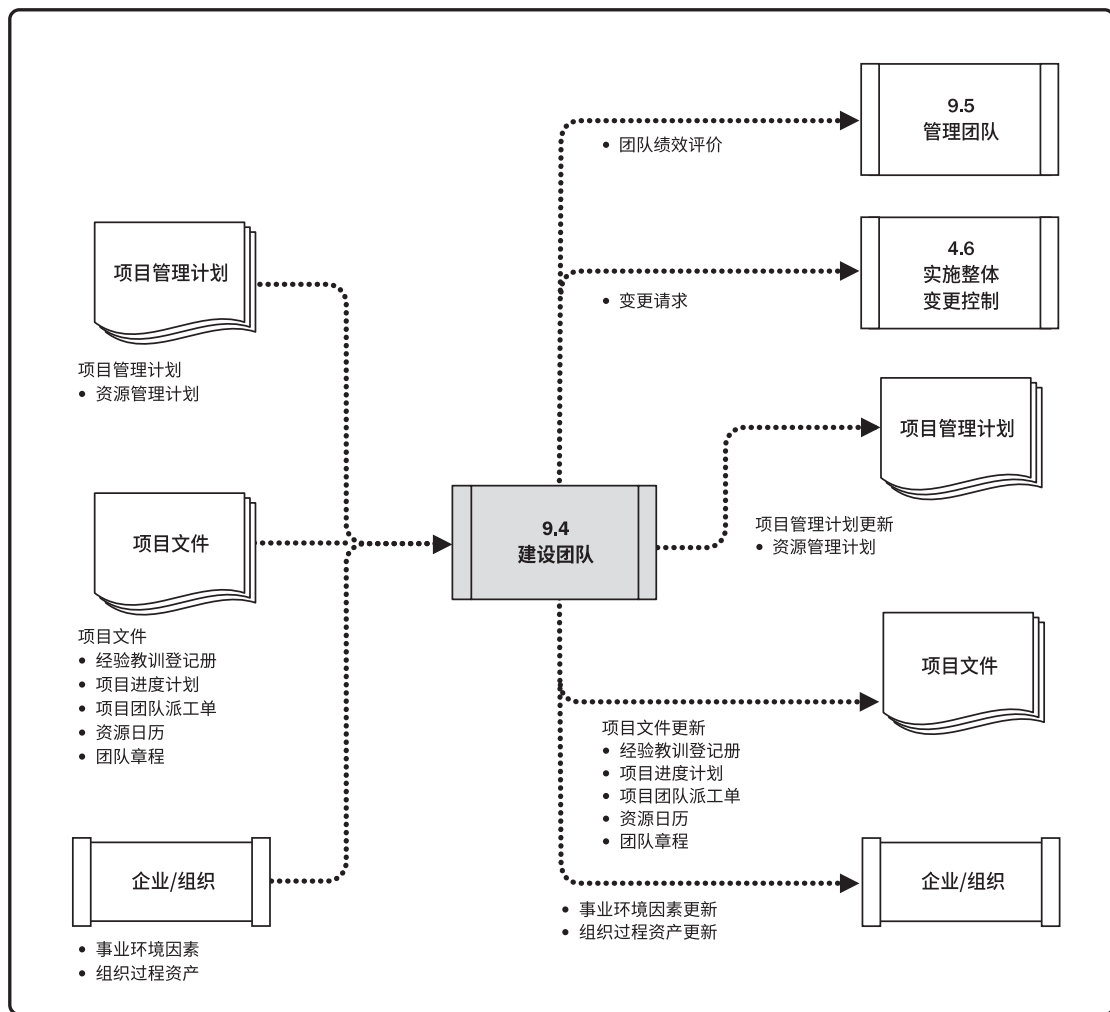 项目管理计划
项目管理计划
• 资源管理计划
项目文件
项目文件
• 经验教训登记册
• 项目进度计划
• 项目团队派工单
• 资源日历
• 团队章程
企业/组织
• 事业环境因素
• 组织过程资产
9.4
建设团队
• 团队绩效评价
9.5
管理团队
• 变更请求
4.6
实施整体
变更控制
项目管理计划
项目管理计划更新
• 资源管理计划
项目文件
项目文件更新
• 经验教训登记册
• 项目进度计划
• 项目团队派工单
• 资源日历
• 团队章程
企业/组织
• 事业环境因素更新
• 组织过程资产更新